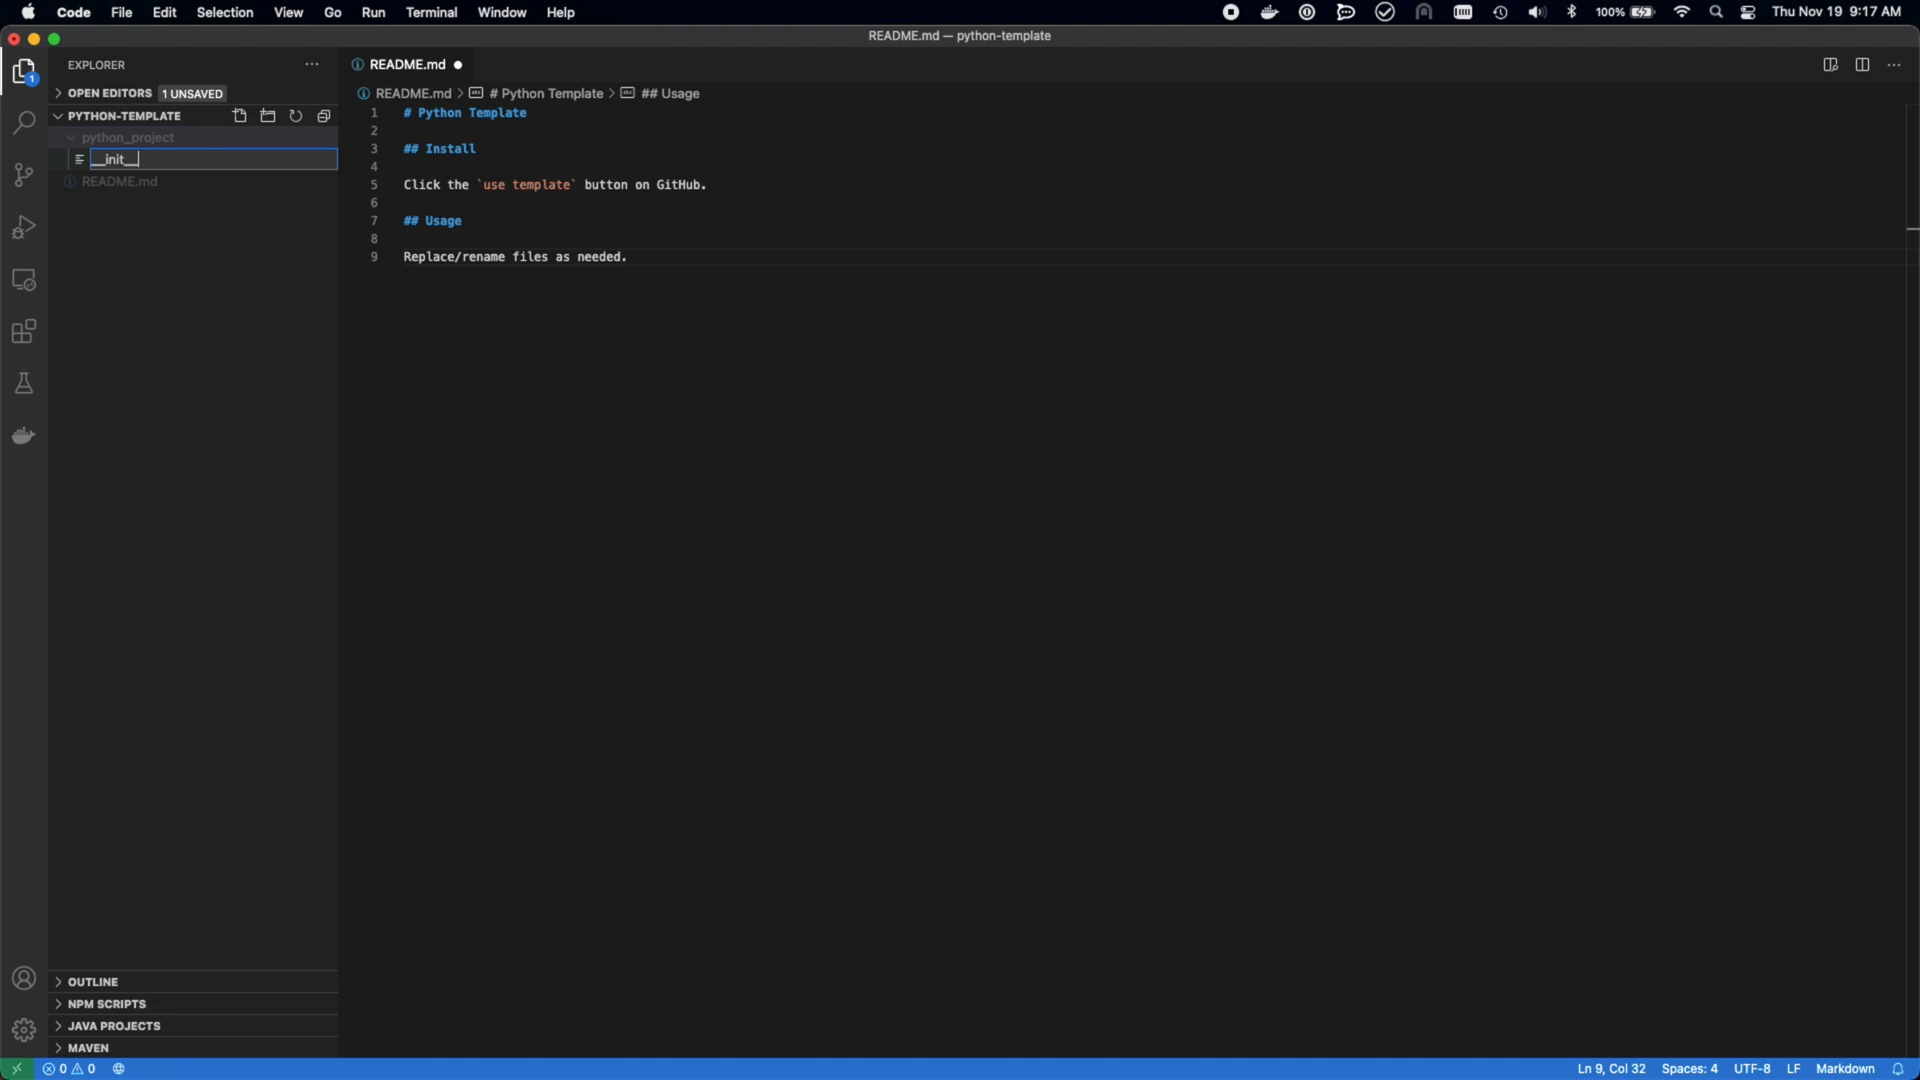 Code File Edit Selection View Go Run Terminal Window Help 100% Thu Nov 19 9:17 AM
README.md — python-template
EXPLORER
README.md
OPEN EDITORS 1 UNSAVED
README.md > # Python Template > ## Usage
PYTHON-TEMPLATE
python_project
__init__
README.md
1 # Python Template
2
3 ## Install
4
5 Click the `use template` button on GitHub.
6
7 ## Usage
8
9 Replace/rename files as needed.
1
OUTLINE
NPM SCRIPTS
JAVA PROJECTS
MAVEN
0 0 Ln 9, Col 32 Spaces: 4 UTF-8 LF Markdown